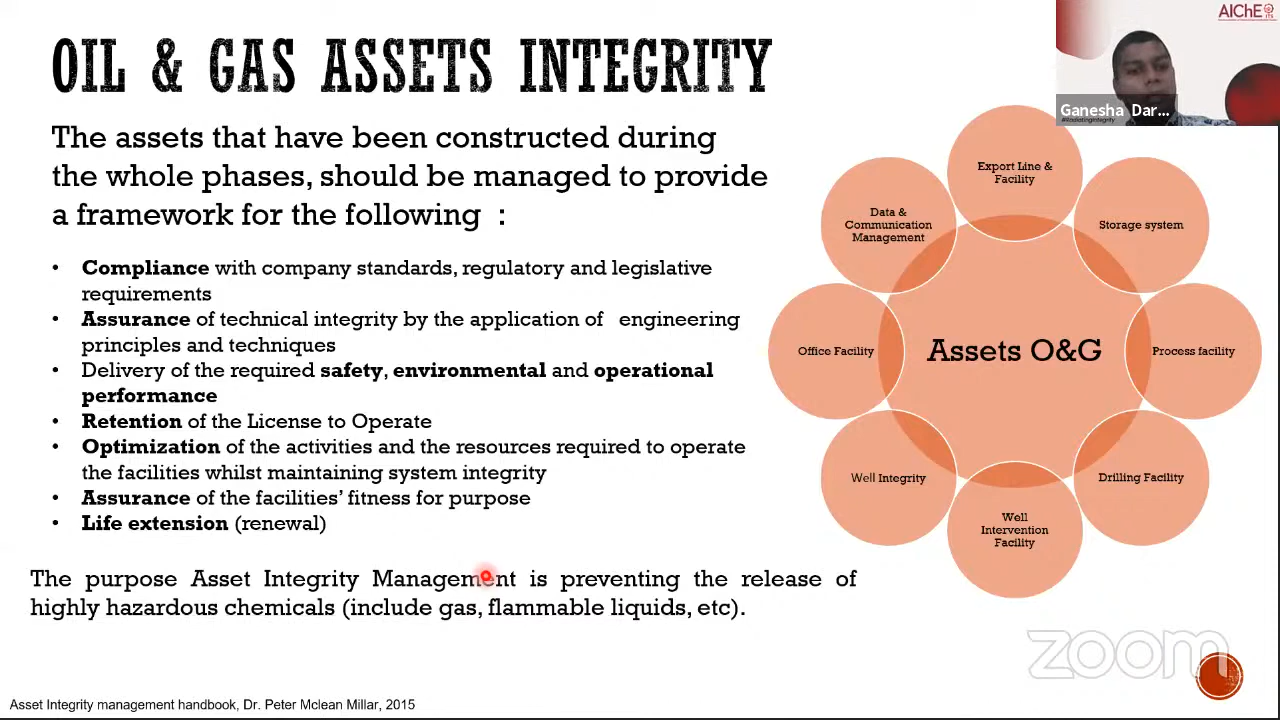 OIL & GAS ASSETS INTEGRITY
The assets that have been constructed during
the whole phases, should be managed to provide
a framework for the following :
• Compliance with company standards, regulatory and legislative
requirements
• Assurance of technical integrity by the application of engineering
principles and techniques
• Delivery of the required safety, environmental and operational
performance
• Retention of the License to Operate
• Optimization of the activities and the resources required to operate
the facilities whilst maintaining system integrity
• Assurance of the facilities' fitness for purpose
• Life extension (renewal)
The purpose Asset Integrity Management is preventing the release of
highly hazardous chemicals (include gas, flammable liquids, etc).
Asset Integrity management handbook, Dr. Peter Mclean Millar, 2015
AIChE
ITS
Ganesha Dar...
#RadiatingIntegrity
Export Line &
Facility
Data &
Communication
Management
Storage system
Office Facility
Assets O&G
Process facility
Well Integrity
Drilling Facility
Well
Intervention
Facility
zoom